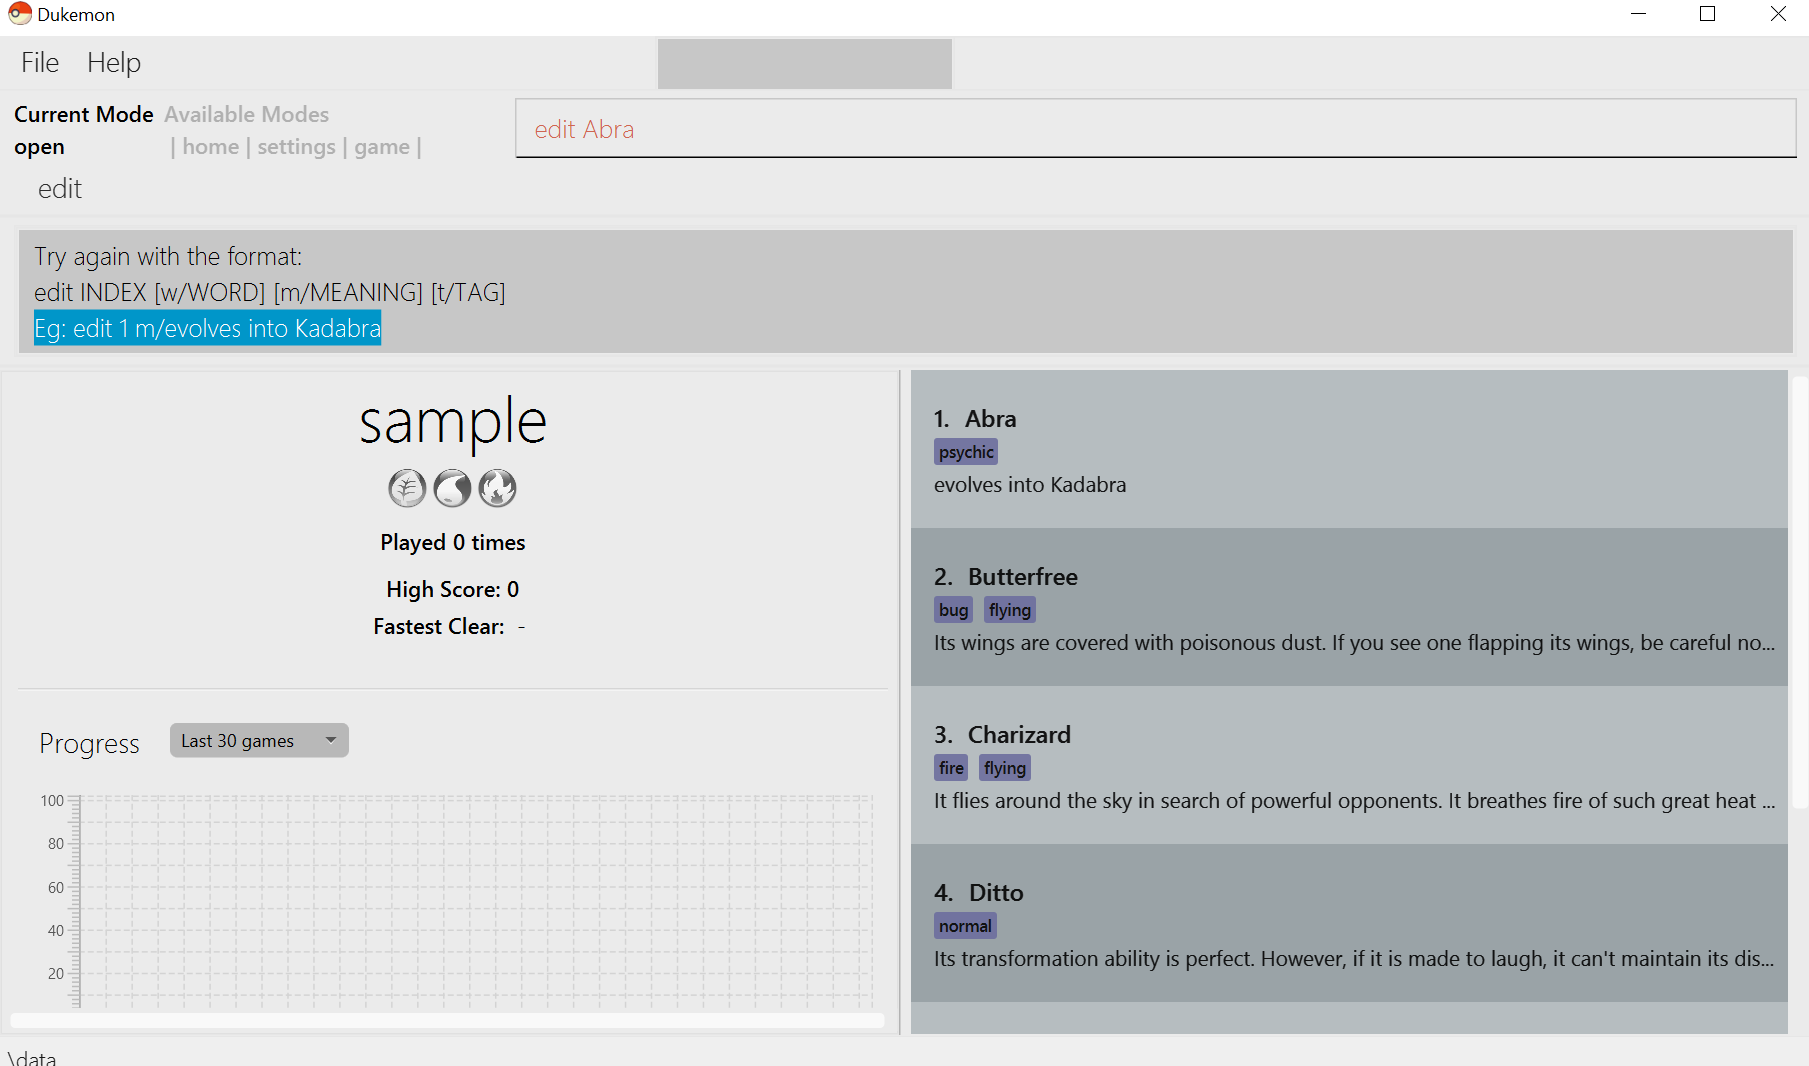 Dukemon
File Help
Current Mode Available Modes
open | home | settings | game |
edit Abra
edit
Try again with the format:
edit INDEX [w/WORD] [m/MEANING] [t/TAG]
Eg: edit 1 m/evolves into Kadabra
sample
Played 0 times
High Score: 0
Fastest Clear: -
Progress Last 30 games
100
80
60
40
20
1. Abra
psychic
evolves into Kadabra
2. Butterfree
bug flying
Its wings are covered with poisonous dust. If you see one flapping its wings, be careful no...
3. Charizard
fire flying
It flies around the sky in search of powerful opponents. It breathes fire of such great heat ...
4. Ditto
normal
Its transformation ability is perfect. However, if it is made to laugh, it can't maintain its dis...
\data